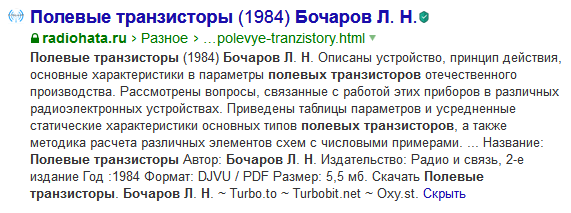 Полевые транзисторы (1984) Бочаров Л. Н.
radiohata.ru › Разное › …polevye-tranzistory.html
Полевые транзисторы (1984) Бочаров Л. Н. Описаны устройство, принцип действия,
основные характеристики в параметры полевых транзисторов отечественного
производства. Рассмотрены вопросы, связанные с работой этих приборов в различных
радиоэлектронных устройствах. Приведены таблицы параметров и усредненные
статические характеристики основных типов полевых транзисторов, а также
методика расчета различных элементов схем с числовыми примерами. ... Название:
Полевые транзисторы Автор: Бочаров Л. Н. Издательство: Радио и связь, 2-е
издание Год :1984 Формат: DJVU / PDF Размер: 5,5 мб. Скачать Полевые
транзисторы. Бочаров Л. Н. ~ Turbo.to ~ Turbobit.net ~ Oxy.st. Скрыть